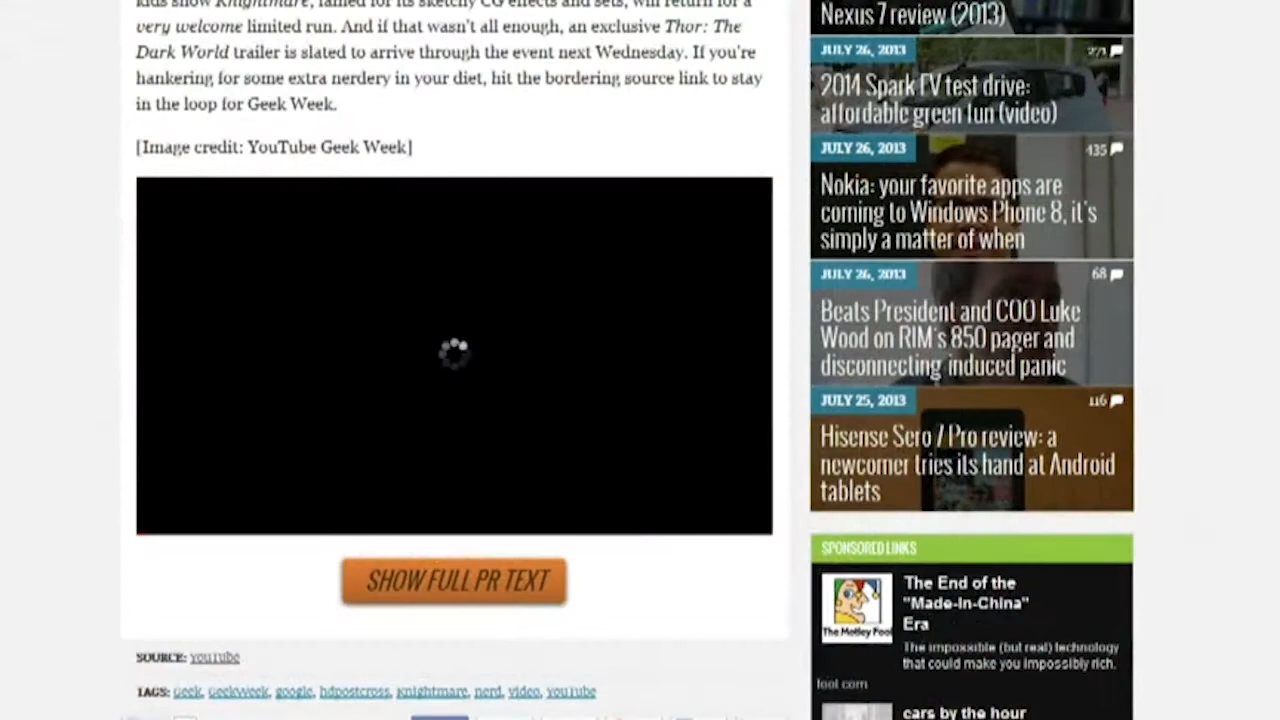 kids show Knightmare, famed for its sketchy CG effects and sets, will return for a
very welcome limited run. And if that wasn't all enough, an exclusive Thor: The
Dark World trailer is slated to arrive through the event next Wednesday. If you're
hankering for some extra nerdery in your diet, hit the bordering source link to stay
in the loop for Geek Week.
[Image credit: YouTube Geek Week]
SHOW FULL PR TEXT
SOURCE: YouTube
TAGS: Geek, GeekWeek, google, hdpostcross, knightmare, nerd, video, youTube
Nexus 7 review (2013)
JULY 26, 2013 271
2014 Spark EV test drive:
affordable green fun (video)
JULY 26, 2013 435
Nokia: your favorite apps are
coming to Windows Phone 8, it's
simply a matter of when
JULY 26, 2013 68
Beats President and COO Luke
Wood on RIM's 850 pager and
disconnecting induced panic
JULY 25, 2013 116
Hisense Sero 7 Pro review: a
newcomer tries its hand at Android
tablets
SPONSORED LINKS
The Motley Fool
The End of the
"Made-In-China"
Era
The impossible (but real) technology
that could make you impossibly rich.
fool.com
cars by the hour